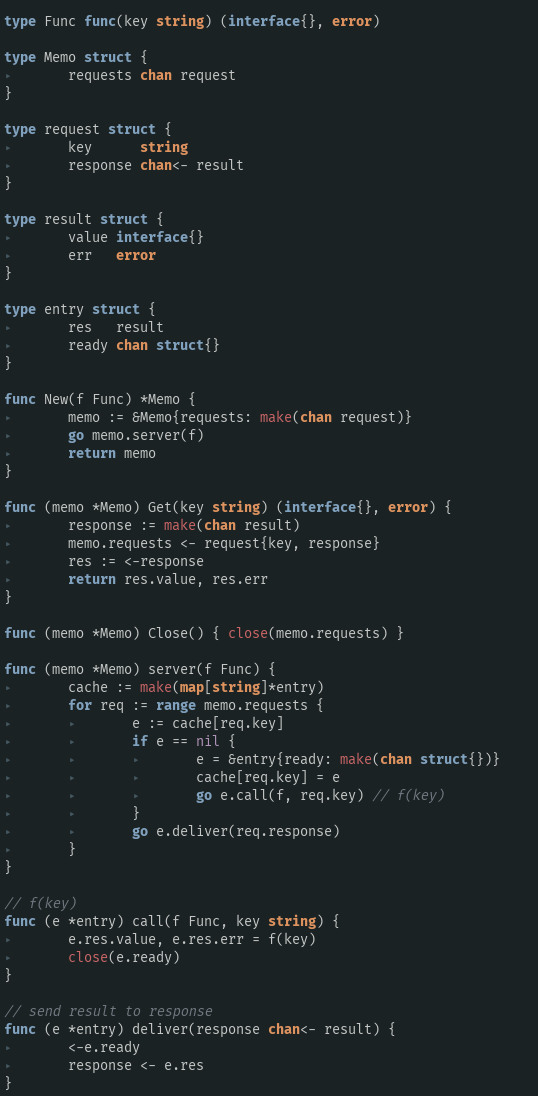 type Func func(key string) (interface{}, error)

type Memo struct {
        requests chan request
}

type request struct {
        key      string
        response chan<- result
}

type result struct {
        value interface{}
        err   error
}

type entry struct {
        res   result
        ready chan struct{}
}

func New(f Func) *Memo {
        memo := &Memo{requests: make(chan request)}
        go memo.server(f)
        return memo
}

func (memo *Memo) Get(key string) (interface{}, error) {
        response := make(chan result)
        memo.requests <- request{key, response}
        res := <-response
        return res.value, res.err
}

func (memo *Memo) Close() { close(memo.requests) }

func (memo *Memo) server(f Func) {
        cache := make(map[string]*entry)
        for req := range memo.requests {
                e := cache[req.key]
                if e == nil {
                        e = &entry{ready: make(chan struct{})}
                        cache[req.key] = e
                        go e.call(f, req.key) // f(key)
                }
                go e.deliver(req.response)
        }
}

// f(key)
func (e *entry) call(f Func, key string) {
        e.res.value, e.res.err = f(key)
        close(e.ready)
}

// send result to response
func (e *entry) deliver(response chan<- result) {
        <-e.ready
        response <- e.res
}